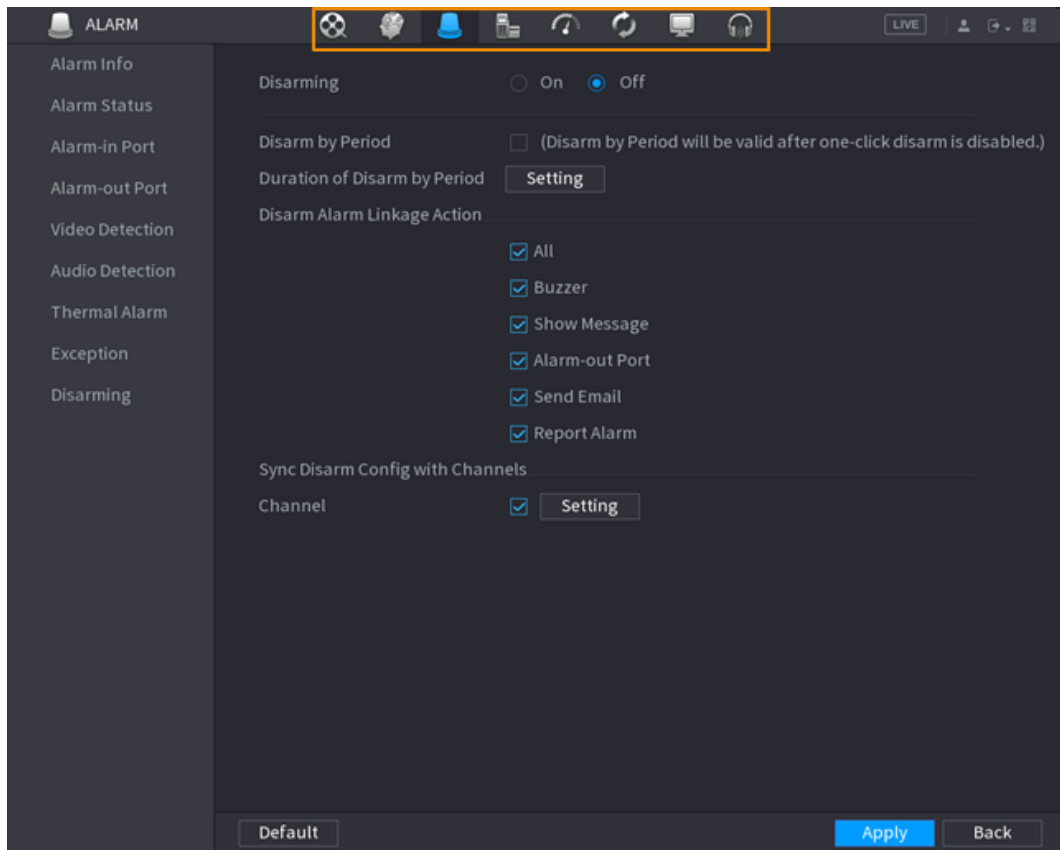 ALARM
LIVE
Alarm Info
Alarm Status
Alarm-in Port
Alarm-out Port
Video Detection
Audio Detection
Thermal Alarm
Exception
Disarming
Disarming On Off
Disarm by Period (Disarm by Period will be valid after one-click disarm is disabled.)
Duration of Disarm by Period Setting
Disarm Alarm Linkage Action
All
Buzzer
Show Message
Alarm-out Port
Send Email
Report Alarm
Sync Disarm Config with Channels
Channel Setting
Default Apply Back